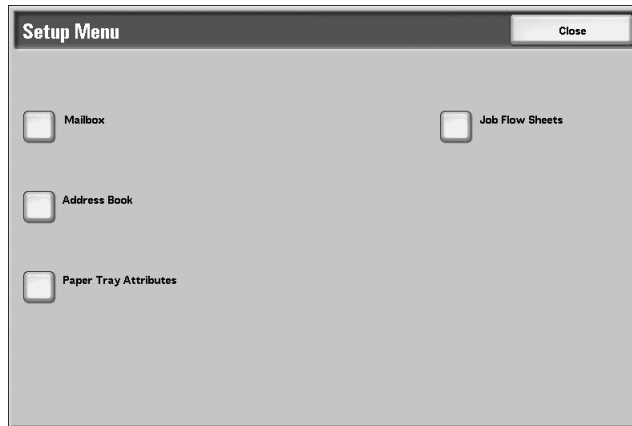 Setup Menu
Close
Mailbox
Job Flow Sheets
Address Book
Paper Tray Attributes